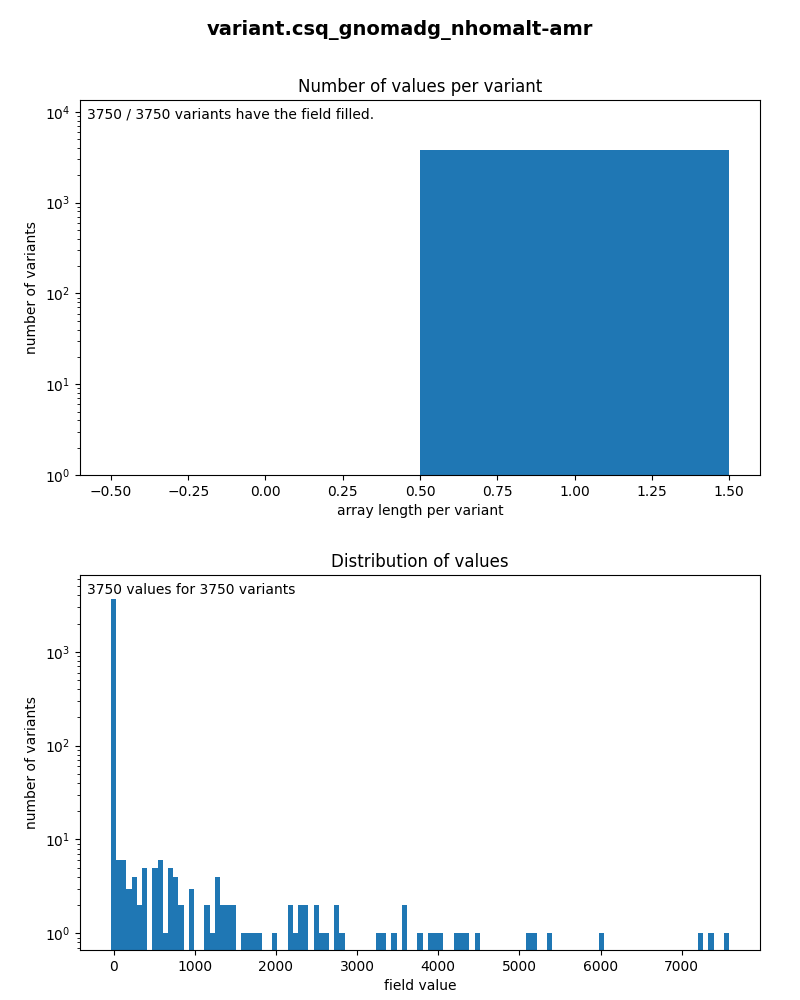 variant.csq_gnomadg_nhomalt-amr
Number of values per variant
3750 / 3750 variants have the field filled.
10⁴
10³
10²
10¹
10⁰
number of variants
−0.50 −0.25 0.00 0.25 0.50 0.75 1.00 1.25 1.50
array length per variant
Distribution of values
3750 values for 3750 variants
10³
10²
10¹
10⁰
number of variants
0 1000 2000 3000 4000 5000 6000 7000
field value